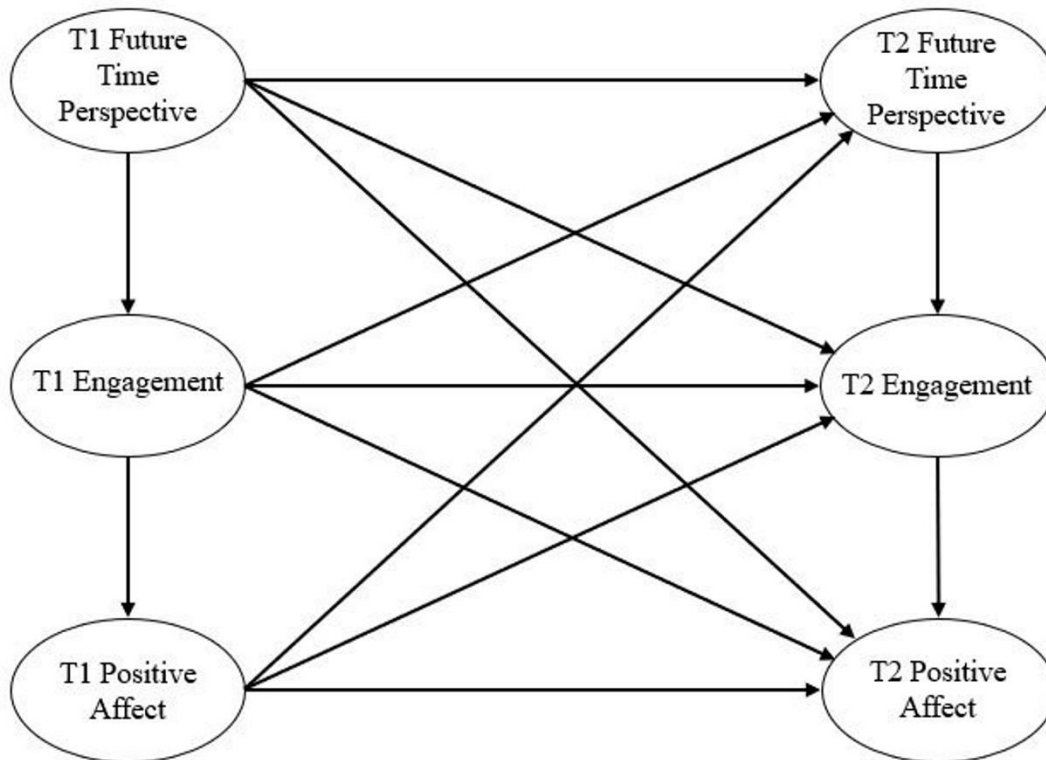 T1 Future
Time
Perspective
T2 Future
Time
Perspective
T1 Engagement
T2 Engagement
T1 Positive
Affect
T2 Positive
Affect